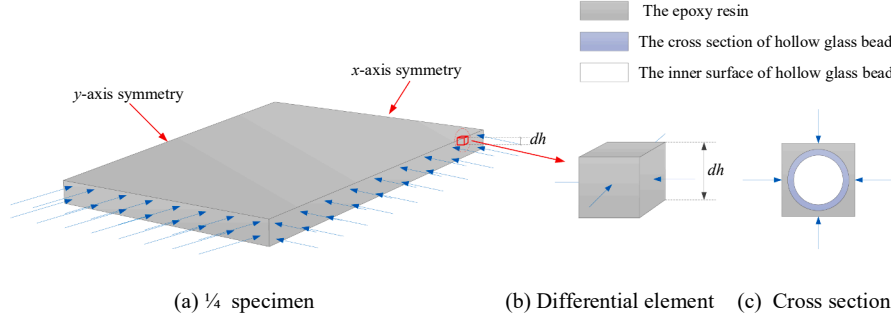 The epoxy resin
The cross section of hollow glass bead
The inner surface of hollow glass bead
x-axis symmetry
y-axis symmetry
dh
dh
(a) ¼ specimen
(b) Differential element
(c) Cross section